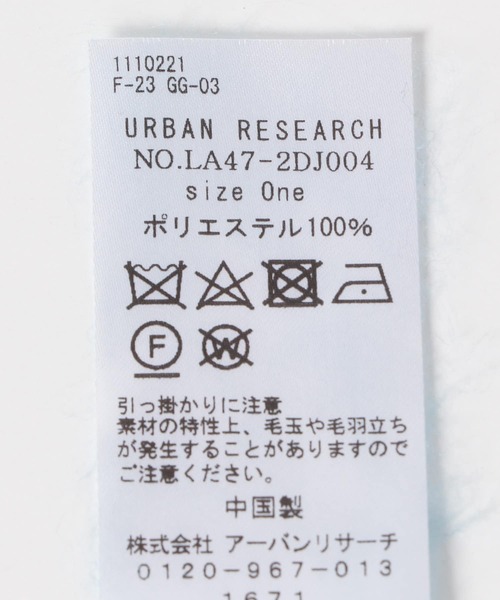 1110221
F-23 GG-03
URBAN RESEARCH
NO.LA47-2DJ004
size One
ポリエステル100%
F W
引っ掛かりに注意
素材の特性上、毛玉や毛羽立ち
が発生することがありますので
ご注意ください。
中国製
株式会社 アーバンリサーチ
0120-967-013
1671